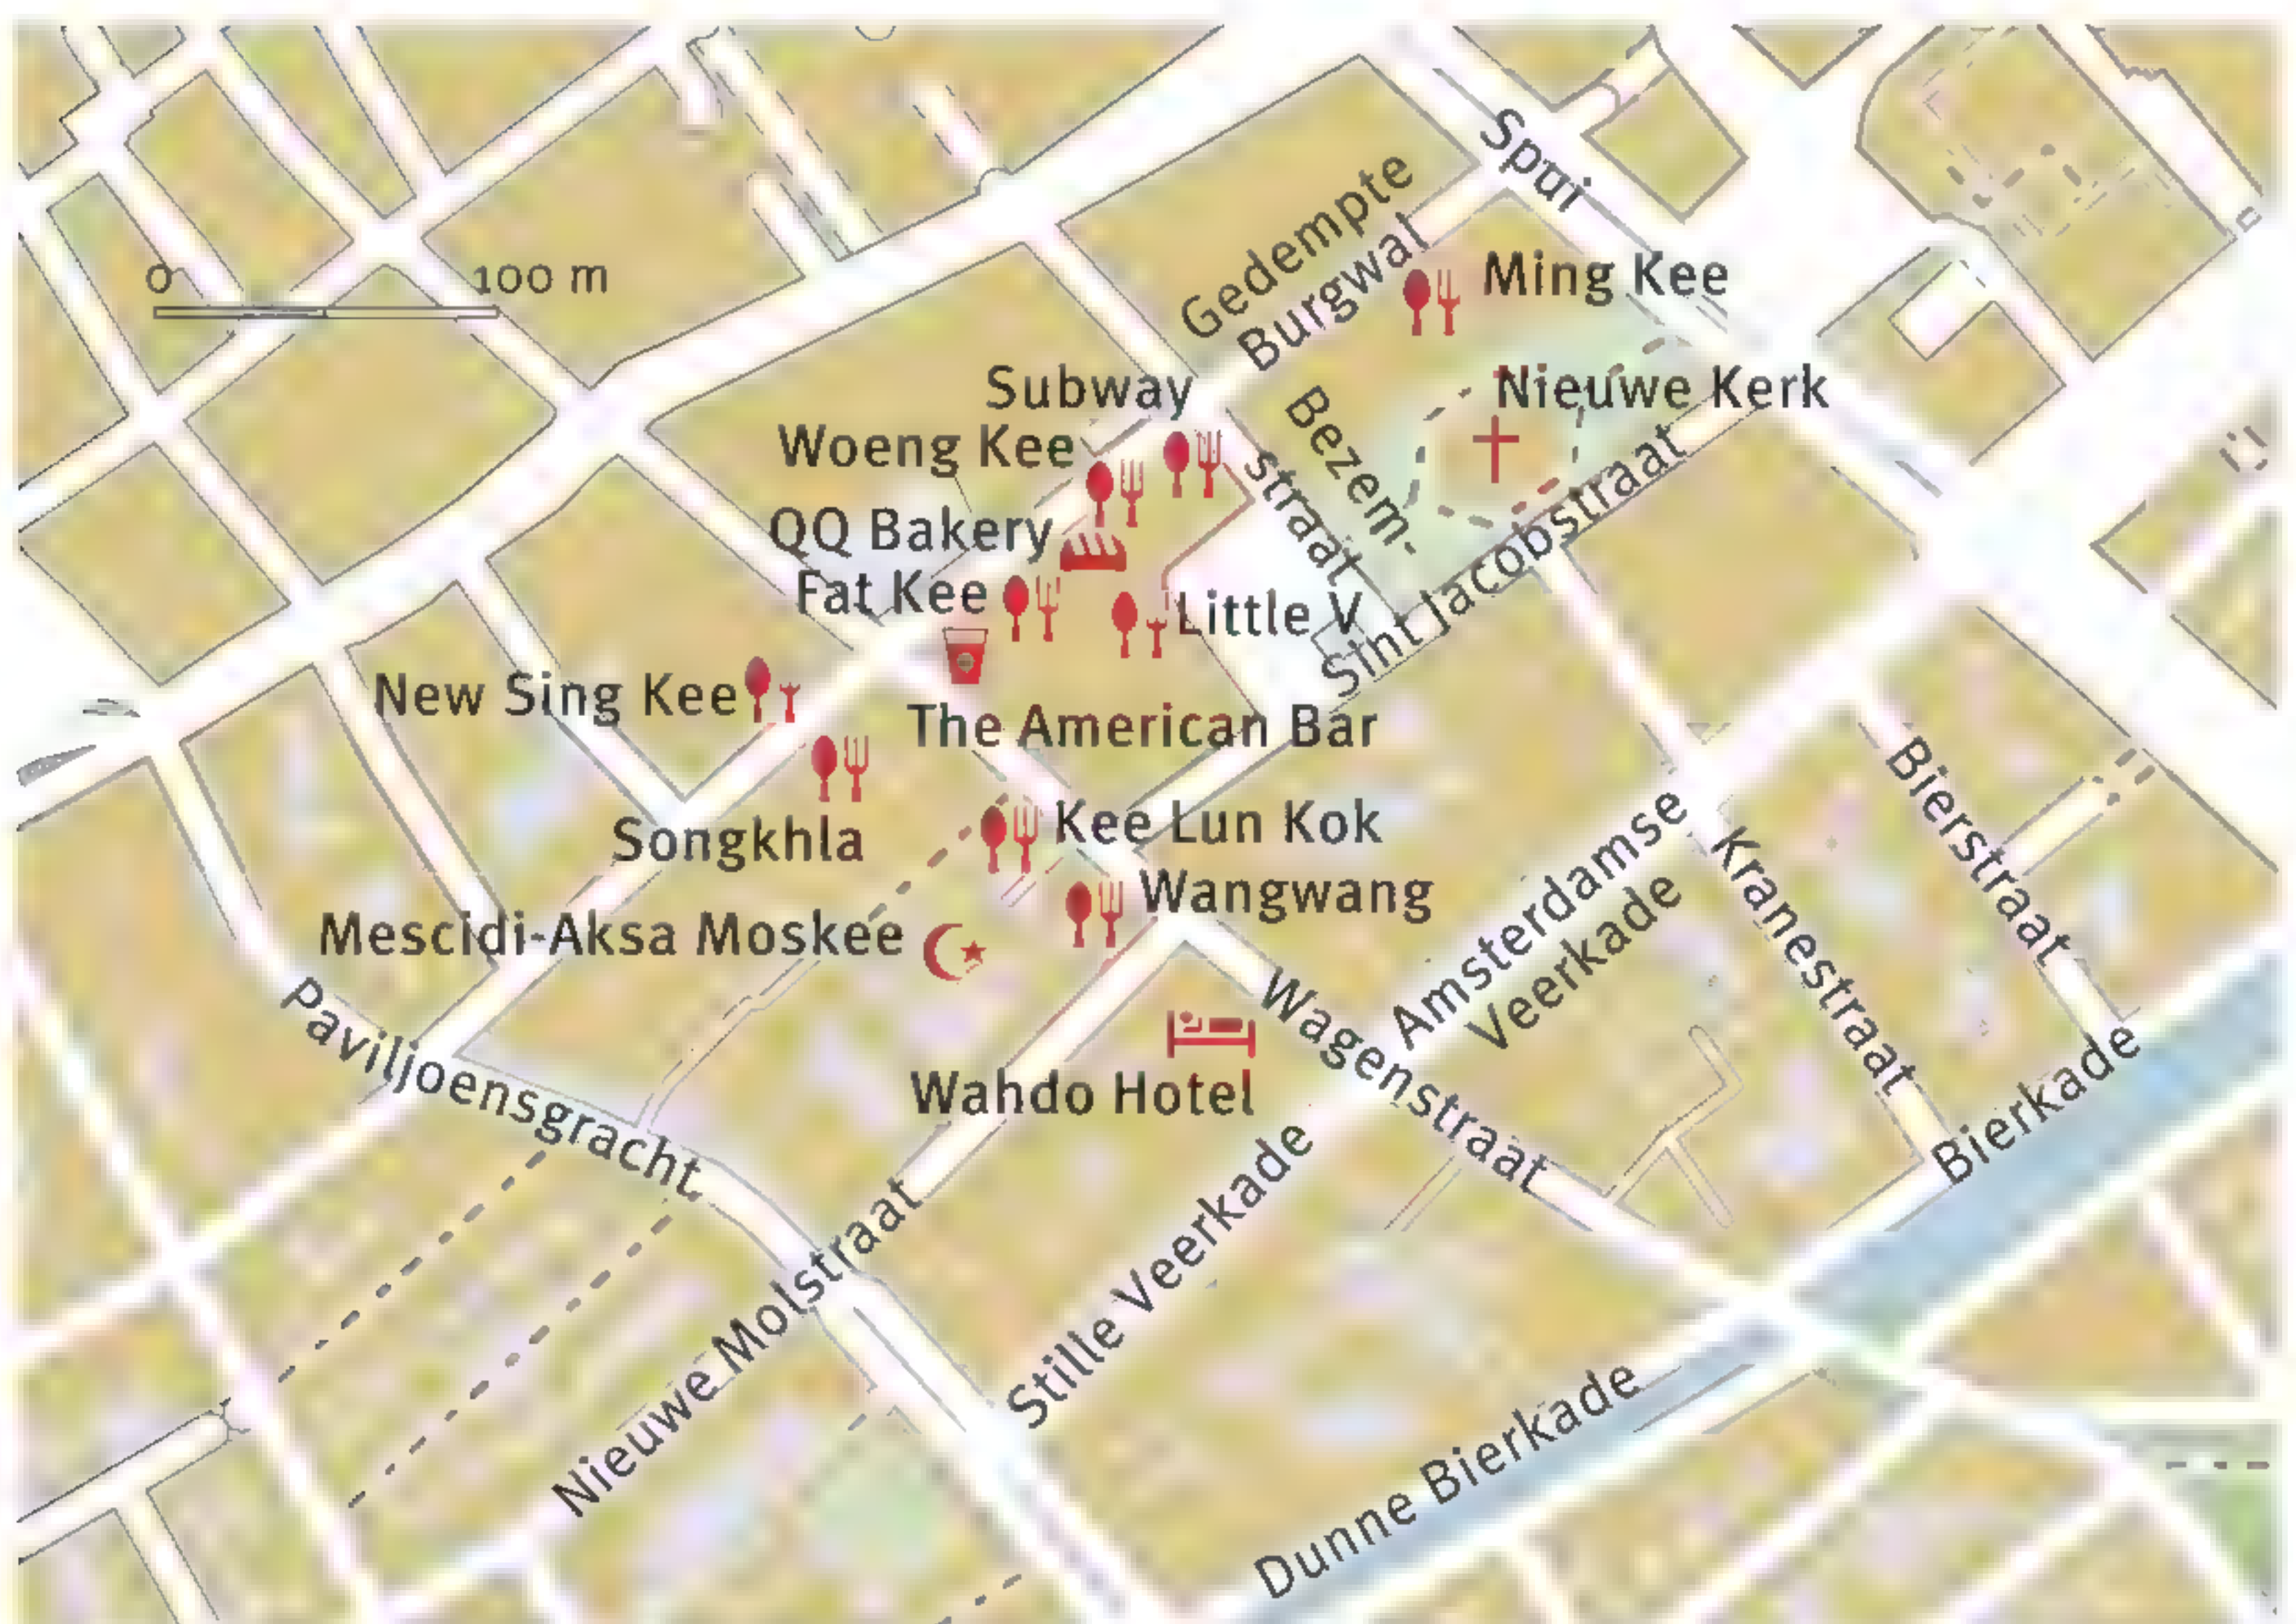 Spui
Gedempte
Burgwal
0 100 m
Ming Kee
Subway
Nieuwe Kerk
Woeng Kee
Bezem-
straat
QQ Bakery
Fat Kee
Little V
Sint Jacobstraat
New Sing Kee
The American Bar
Songkhla
Kee Lun Kok
Wangwang
Mescidi-Aksa Moskee
Amsterdamse
Veerkade
Kranestraat
Bierstraat
Paviljoensgracht
Wagenstraat
Wahdo Hotel
Bierkade
Nieuwe Molstraat
Stille Veerkade
Dunne Bierkade